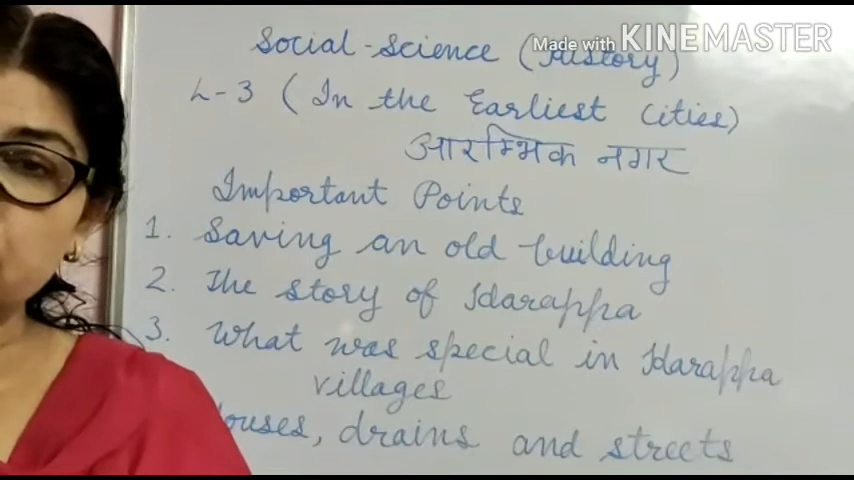 Social-Science (History)
Made with KINEMASTER
L-3 (In the Earliest Cities)
आरम्भिक नगर
Important Points
1. Saving an old building
2. The story of Harappa
3. What was special in Harappa
villages
Houses, drains and streets